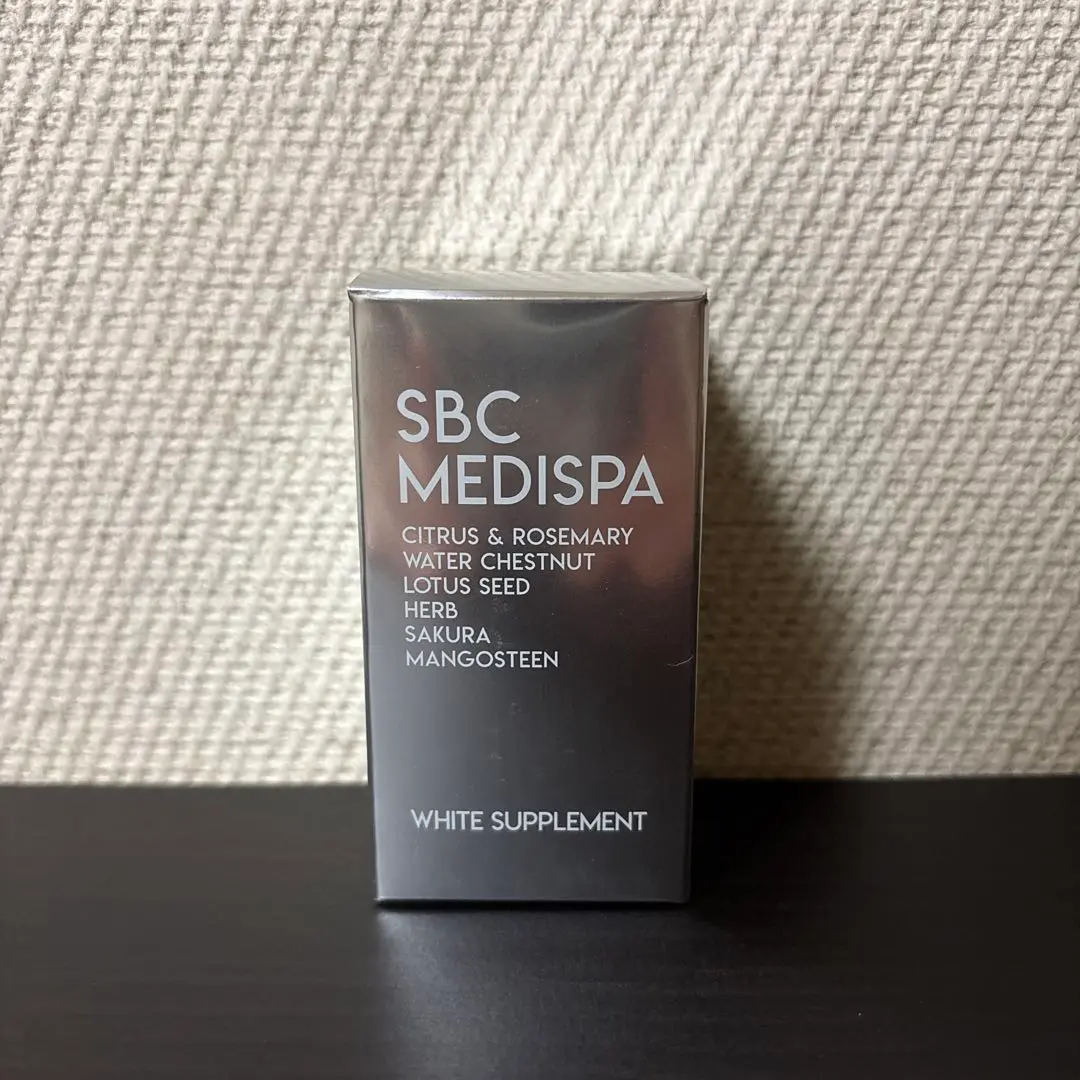 SBC
MEDISPA
CITRUS & ROSEMARY
WATER CHESTNUT
LOTUS SEED
HERB
SAKURA
MANGOSTEEN
WHITE SUPPLEMENT